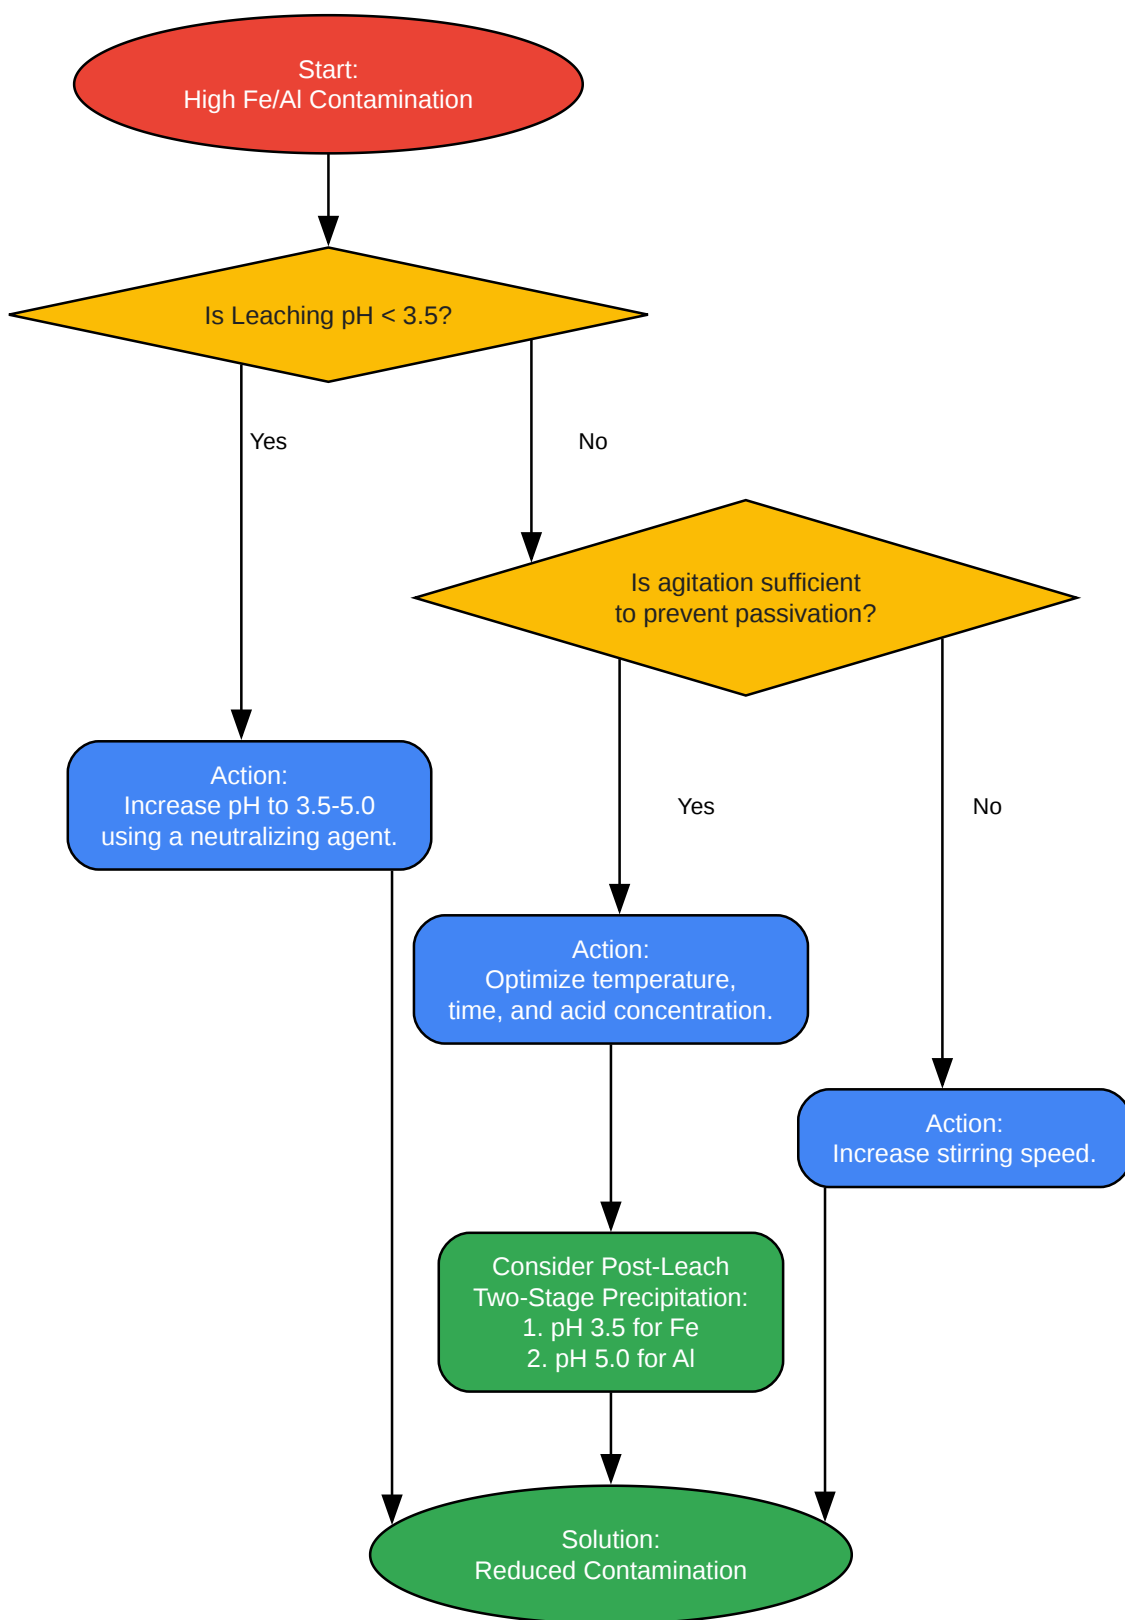 Start:
High Fe/Al Contamination
Is Leaching pH < 3.5?
Yes
No
Is agitation sufficient
to prevent passivation?
Action:
Increase pH to 3.5-5.0
using a neutralizing agent.
Yes
No
Action:
Optimize temperature,
time, and acid concentration.
Action:
Increase stirring speed.
Consider Post-Leach
Two-Stage Precipitation:
1. pH 3.5 for Fe
2. pH 5.0 for Al
Solution:
Reduced Contamination